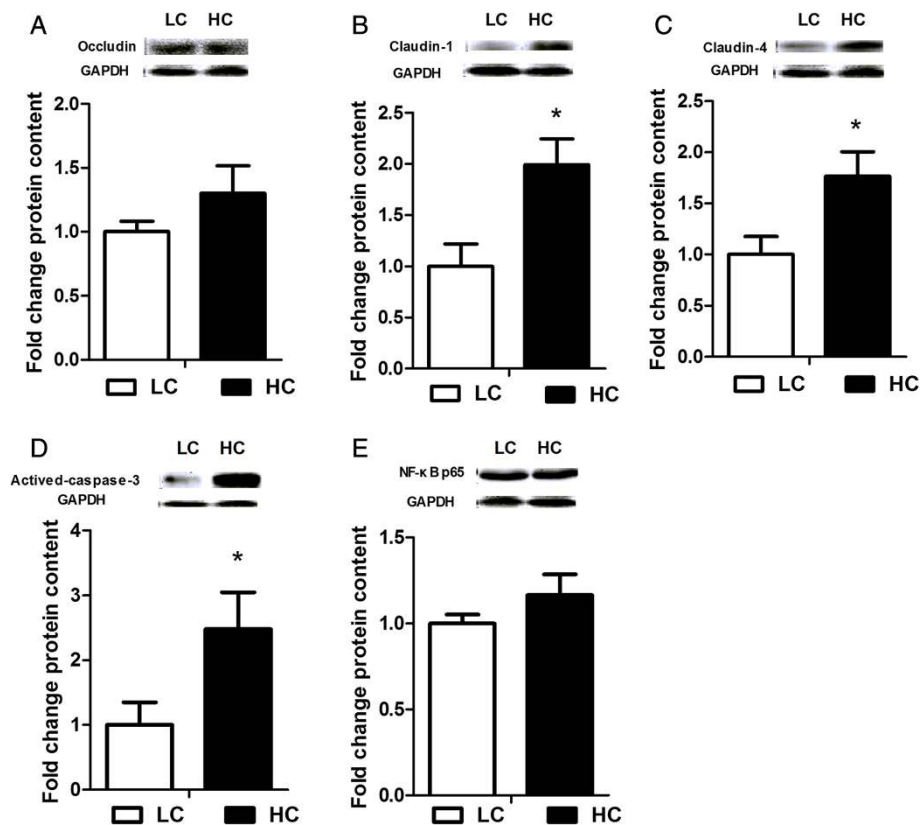 A
LC HC
Occludin
GAPDH
Fold change protein content
2.0
1.5
1.0
0.5
0.0
LC HC
B
LC HC
Claudin-1
GAPDH
Fold change protein content
2.5
2.0
1.5
1.0
0.5
0.0
*
LC HC
C
LC HC
Claudin-4
GAPDH
Fold change protein content
2.5
2.0
1.5
1.0
0.5
0.0
*
LC HC
D
LC HC
Actived-caspase-3
GAPDH
Fold change protein content
4
3
2
1
0
*
LC HC
E
LC HC
NF-κB p65
GAPDH
Fold change protein content
1.5
1.0
0.5
0.0
LC HC